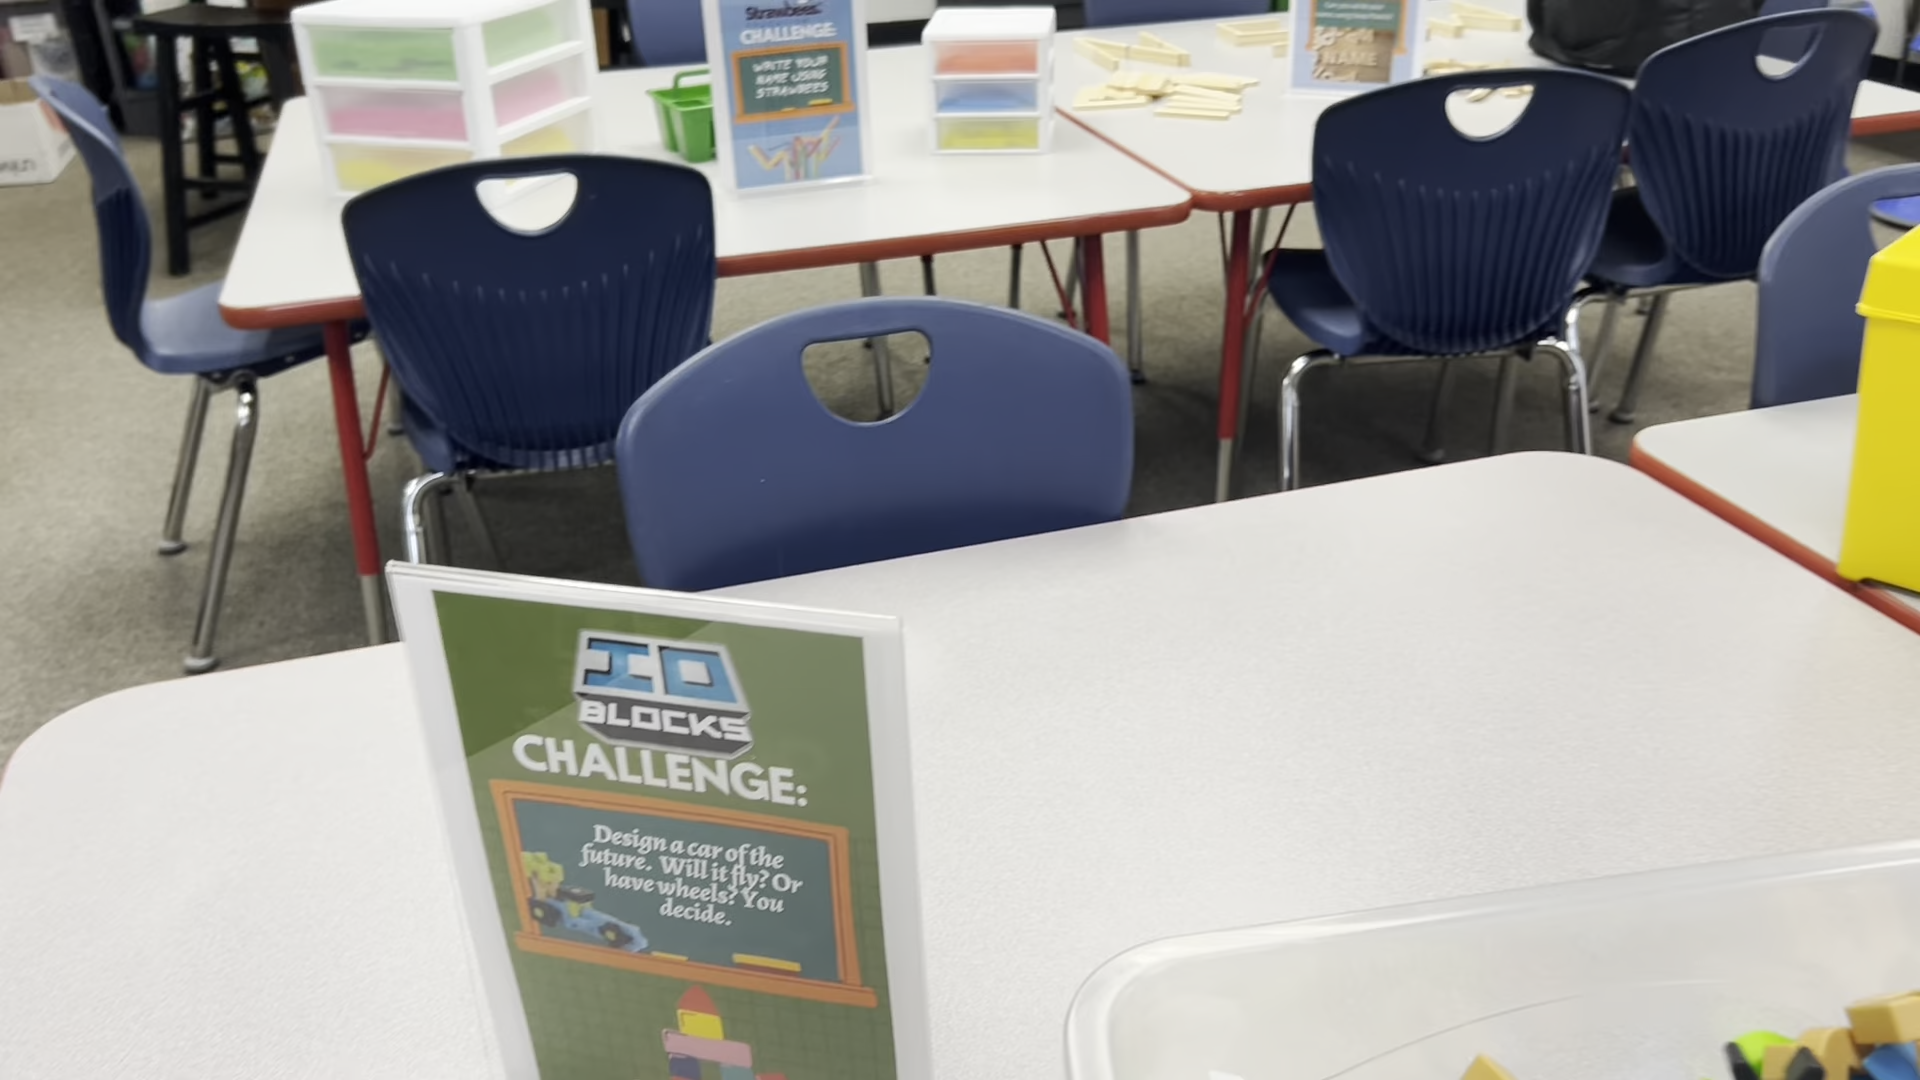 Strawbees
CHALLENGE:
WRITE YOUR
NAME USING
STRAWBEES
NAME
IO
BLOCKS
CHALLENGE:
Design a car of the
future. Will it fly? Or
have wheels? You
decide.